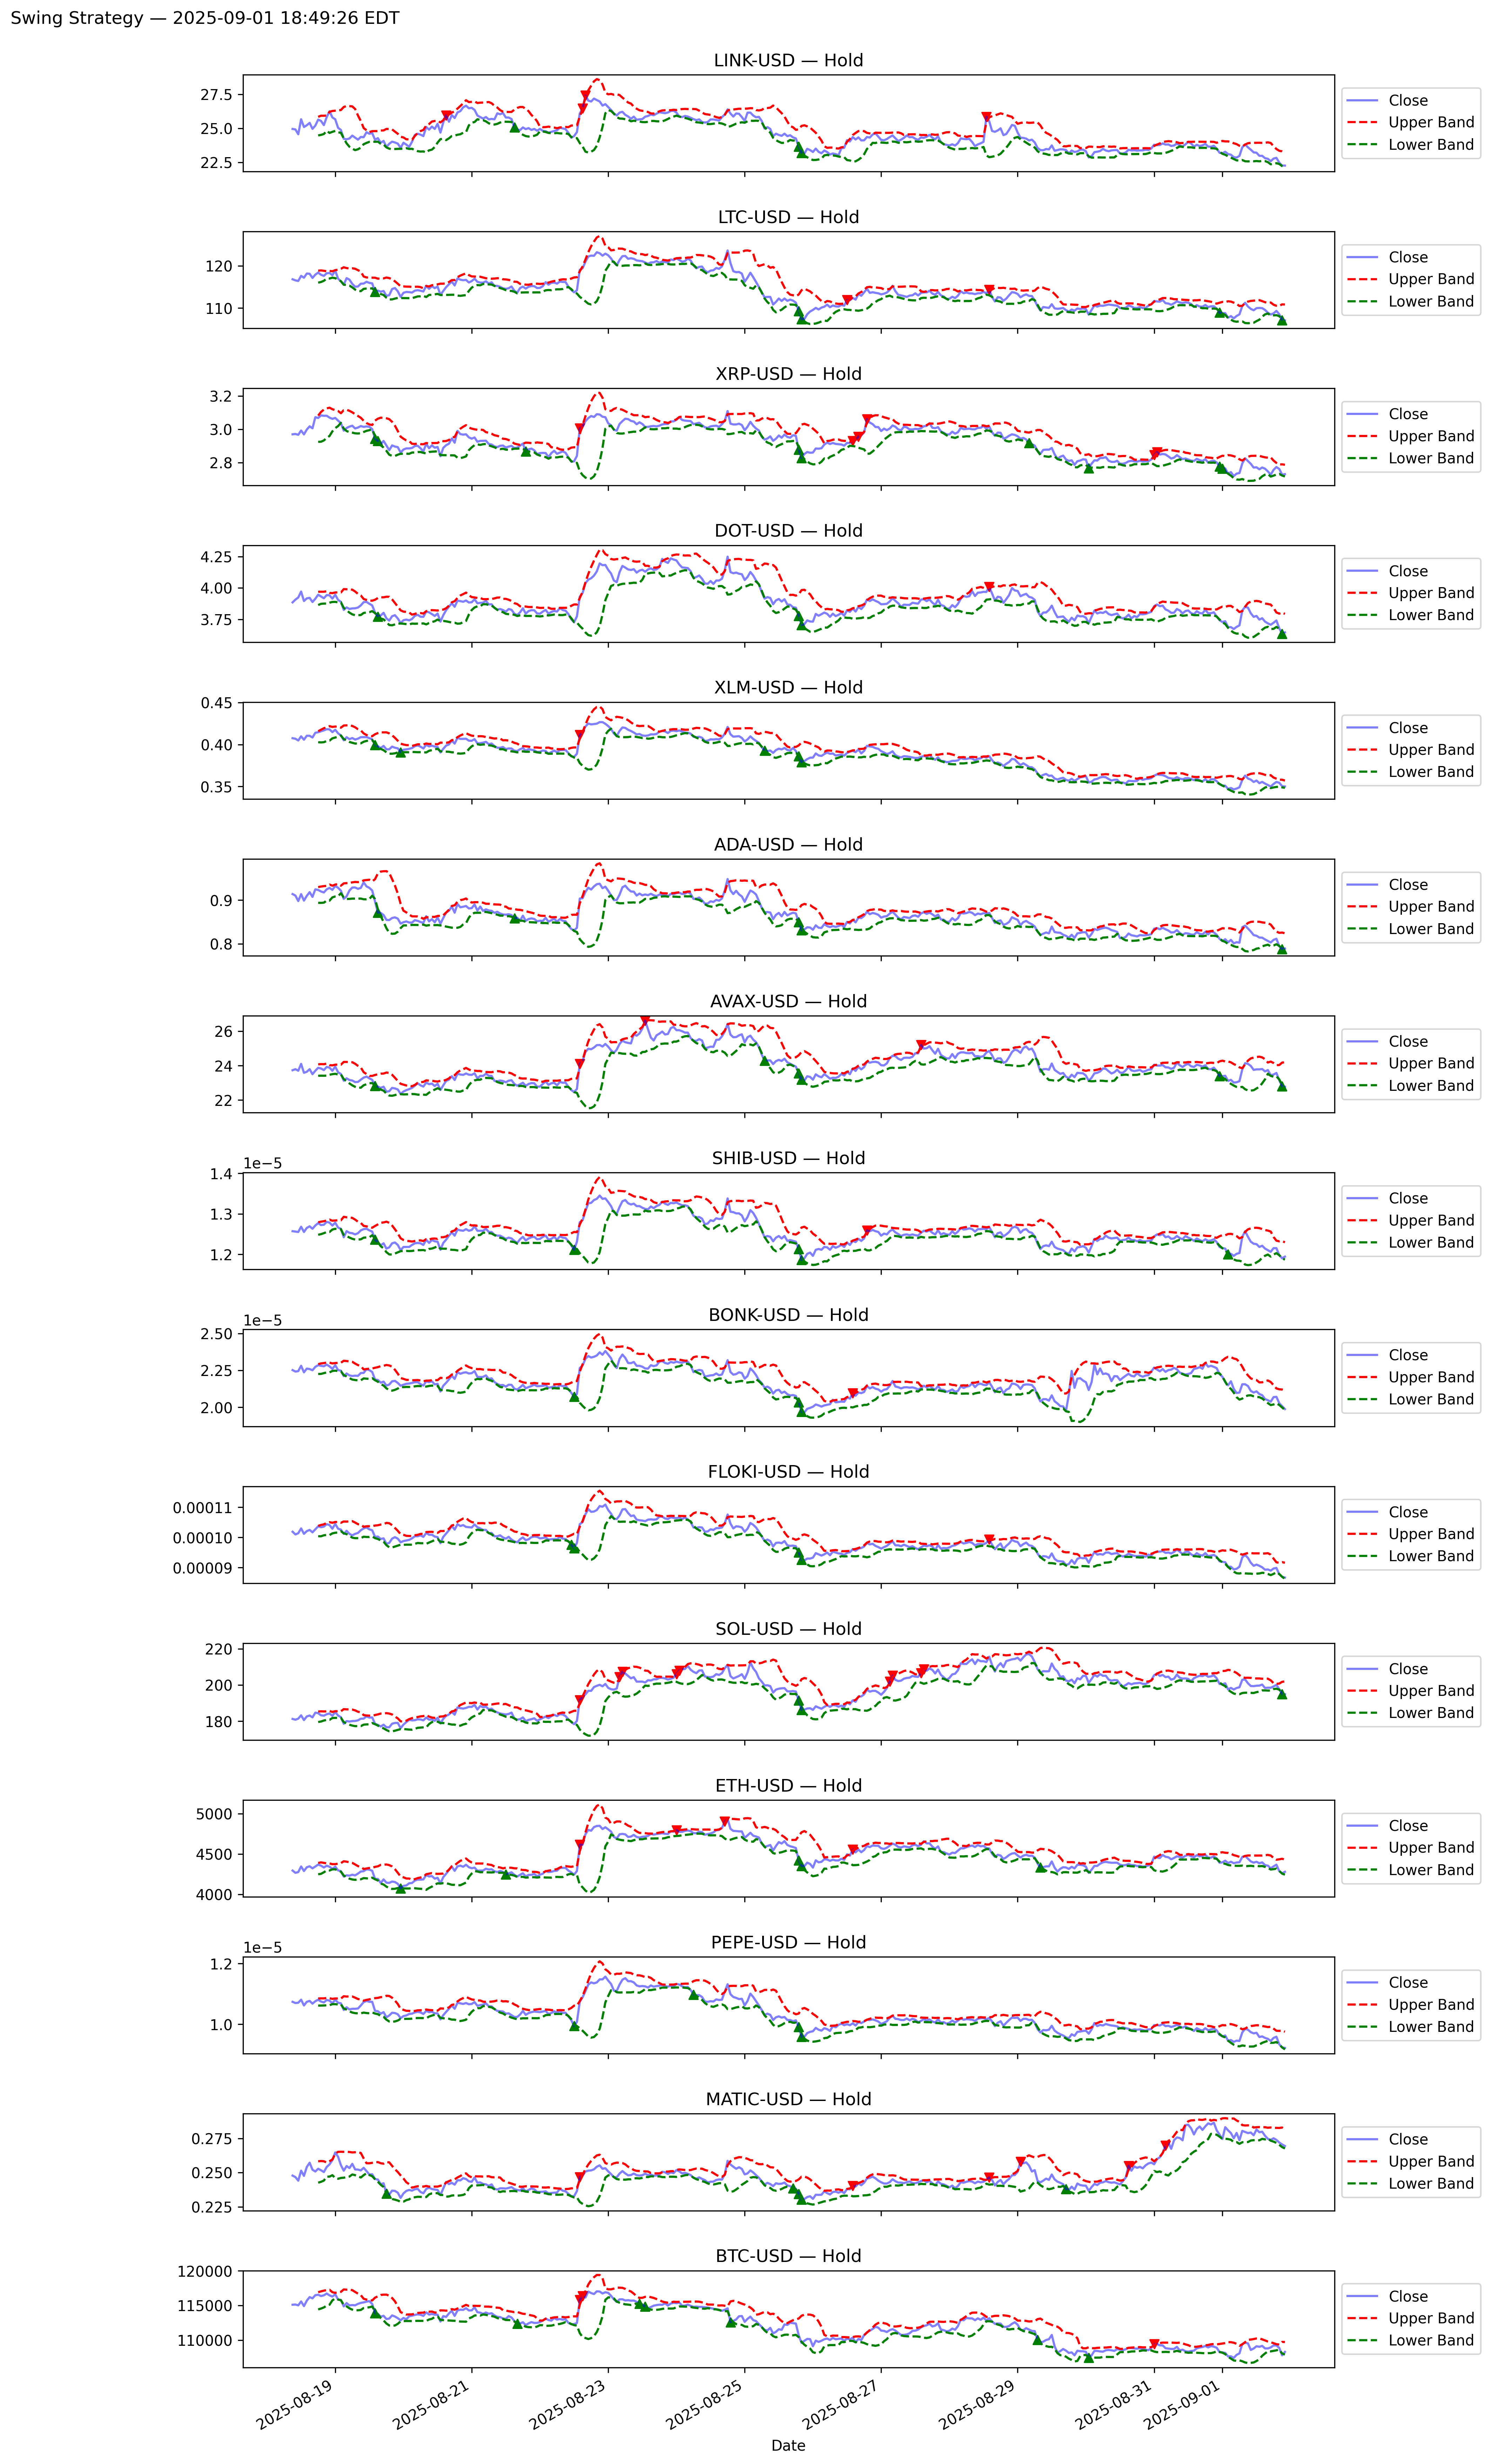 Swing Strategy — 2025-09-01 18:49:26 EDT
LINK-USD — Hold
27.5
25.0
22.5
Close
Upper Band
Lower Band
LTC-USD — Hold
120
110
Close
Upper Band
Lower Band
XRP-USD — Hold
3.2
3.0
2.8
Close
Upper Band
Lower Band
DOT-USD — Hold
4.25
4.00
3.75
Close
Upper Band
Lower Band
XLM-USD — Hold
0.45
0.40
0.35
Close
Upper Band
Lower Band
ADA-USD — Hold
0.9
0.8
Close
Upper Band
Lower Band
AVAX-USD — Hold
26
24
22
Close
Upper Band
Lower Band
SHIB-USD — Hold
1e−5
1.4
1.3
1.2
Close
Upper Band
Lower Band
BONK-USD — Hold
1e−5
2.50
2.25
2.00
Close
Upper Band
Lower Band
FLOKI-USD — Hold
0.00011
0.00010
0.00009
Close
Upper Band
Lower Band
SOL-USD — Hold
220
200
180
Close
Upper Band
Lower Band
ETH-USD — Hold
5000
4500
4000
Close
Upper Band
Lower Band
PEPE-USD — Hold
1e−5
1.2
1.0
Close
Upper Band
Lower Band
MATIC-USD — Hold
0.275
0.250
0.225
Close
Upper Band
Lower Band
BTC-USD — Hold
120000
115000
110000
Close
Upper Band
Lower Band
2025-08-19
2025-08-21
2025-08-23
2025-08-25
2025-08-27
2025-08-29
2025-08-31
2025-09-01
Date